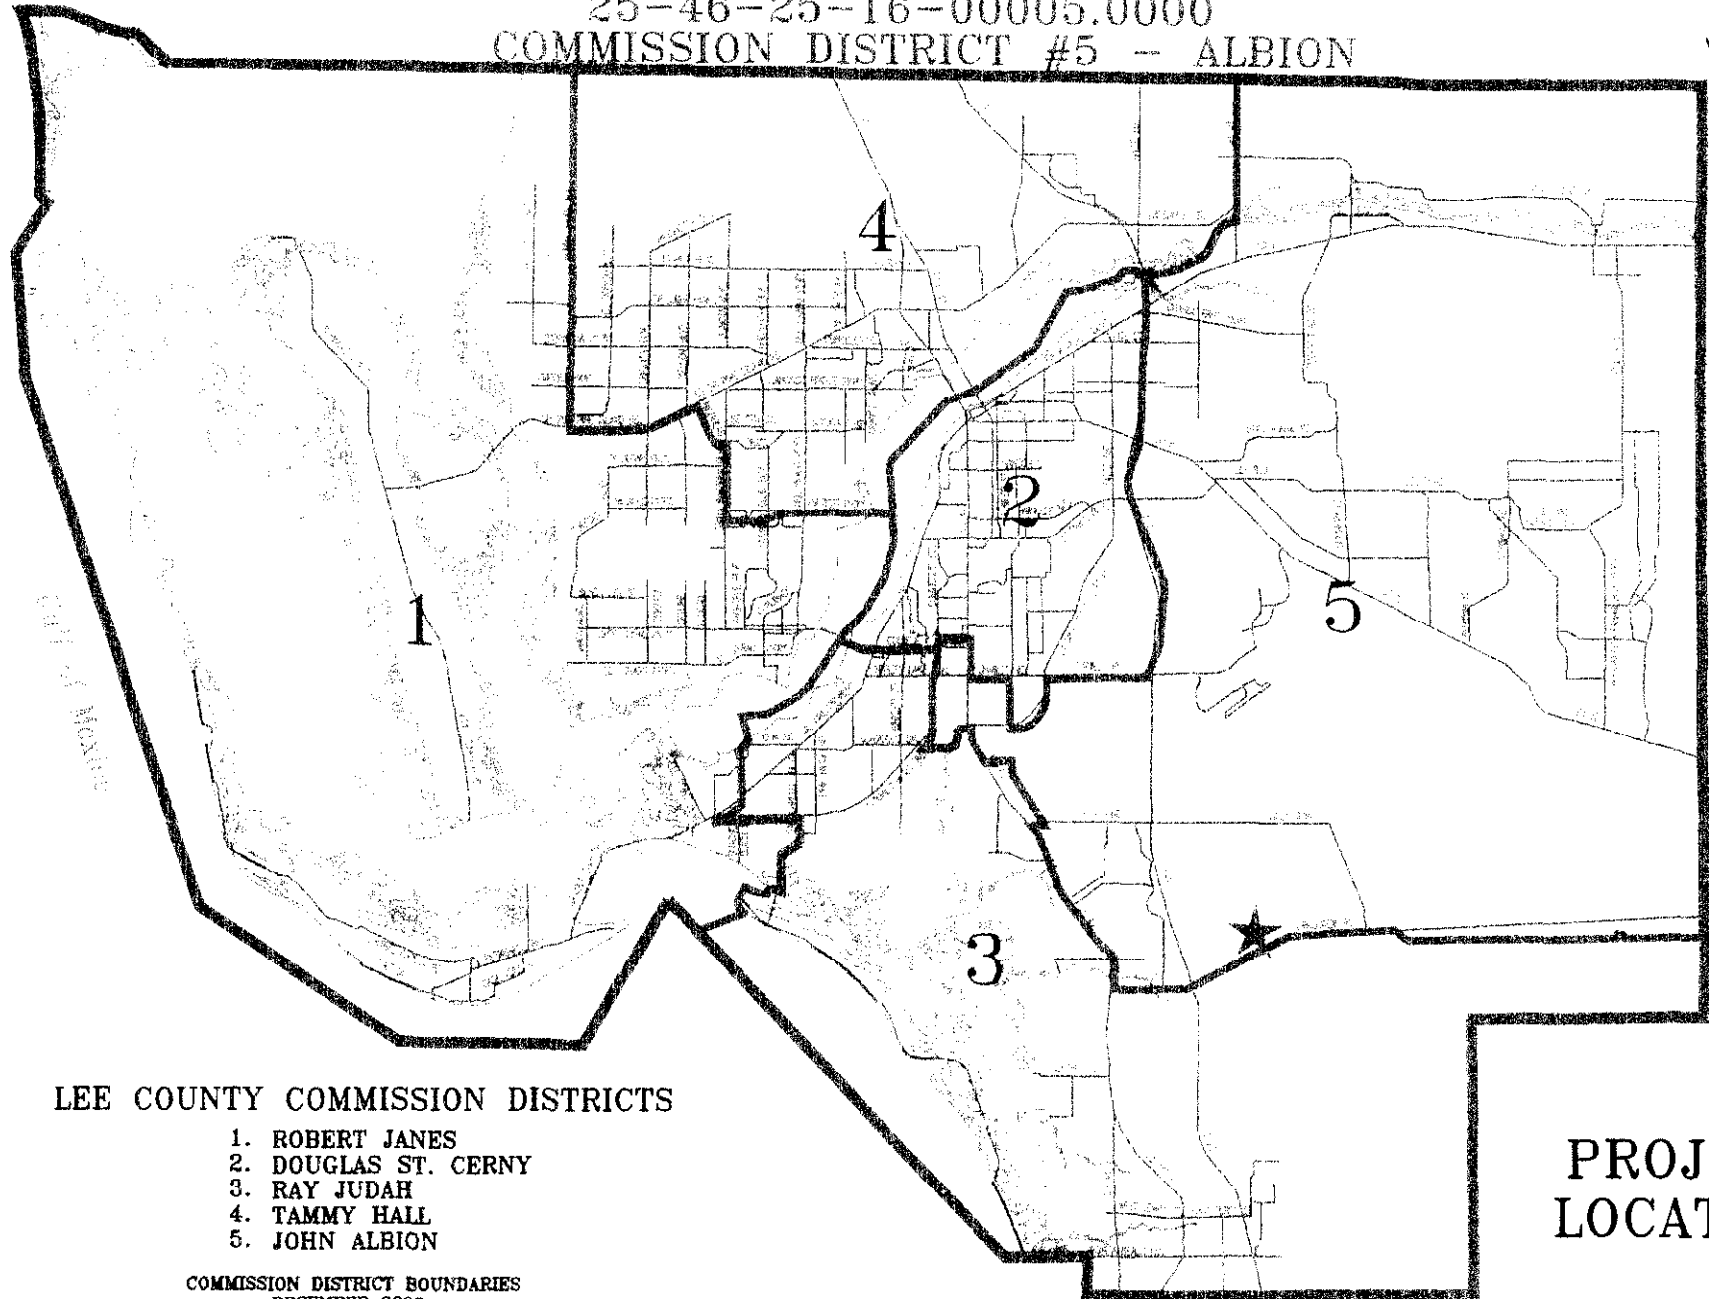 25-46-25-16-00005.0000
COMMISSION DISTRICT #5 - ALBION
4
2
1
5
3
LEE COUNTY COMMISSION DISTRICTS
1. ROBERT JANES
2. DOUGLAS ST. CERNY
3. RAY JUDAH
4. TAMMY HALL
5. JOHN ALBION
COMMISSION DISTRICT BOUNDARIES
PROJ
LOCAT